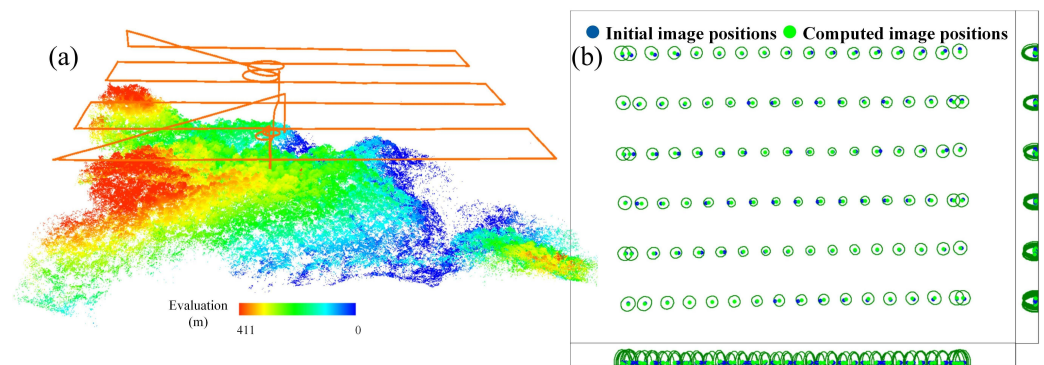 (a)
Evaluation
(m)
411
0
Initial image positions
Computed image positions
(b)